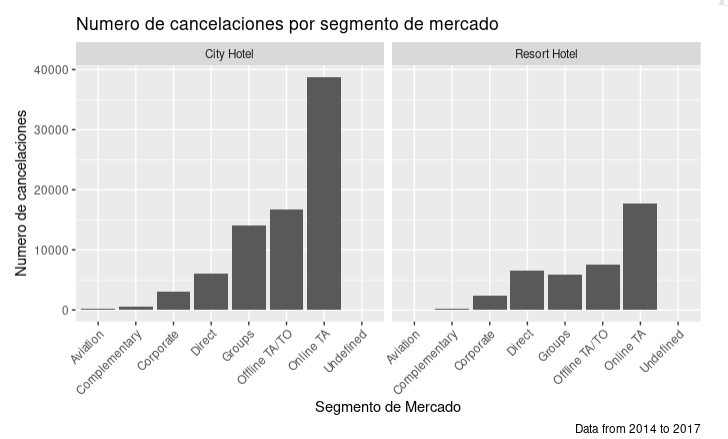 Numero de cancelaciones por segmento de mercado
City Hotel
Resort Hotel
Numero de cancelaciones
40000
30000
20000
10000
0
Aviation
Complementary
Corporate
Direct
Groups
Offline TA/TO
Online TA
Undefined
Aviation
Complementary
Corporate
Direct
Groups
Offline TA/TO
Online TA
Undefined
Segmento de Mercado
Data from 2014 to 2017